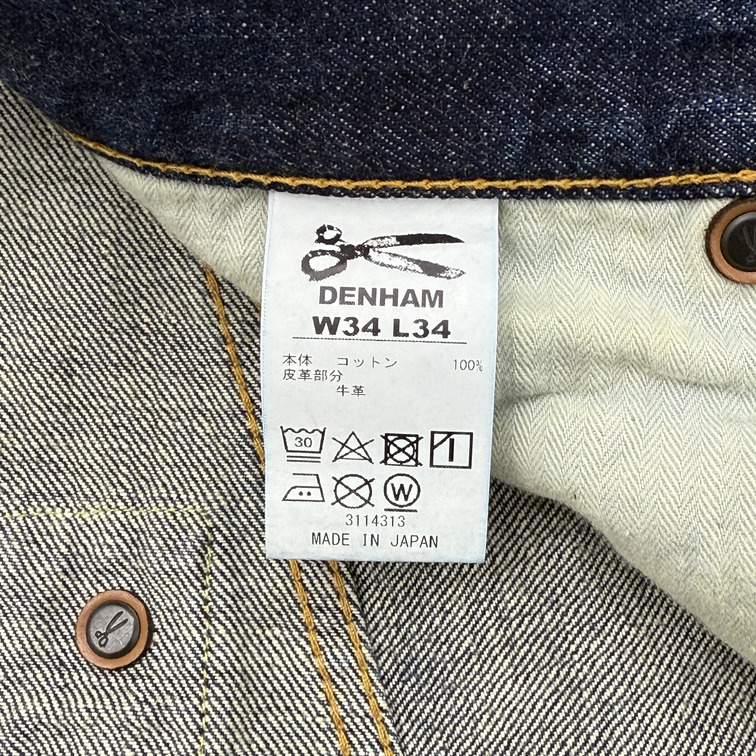 DENHAM
W34 L34
本体 コットン 100%
皮革部分
牛革
30
W
3114313
MADE IN JAPAN